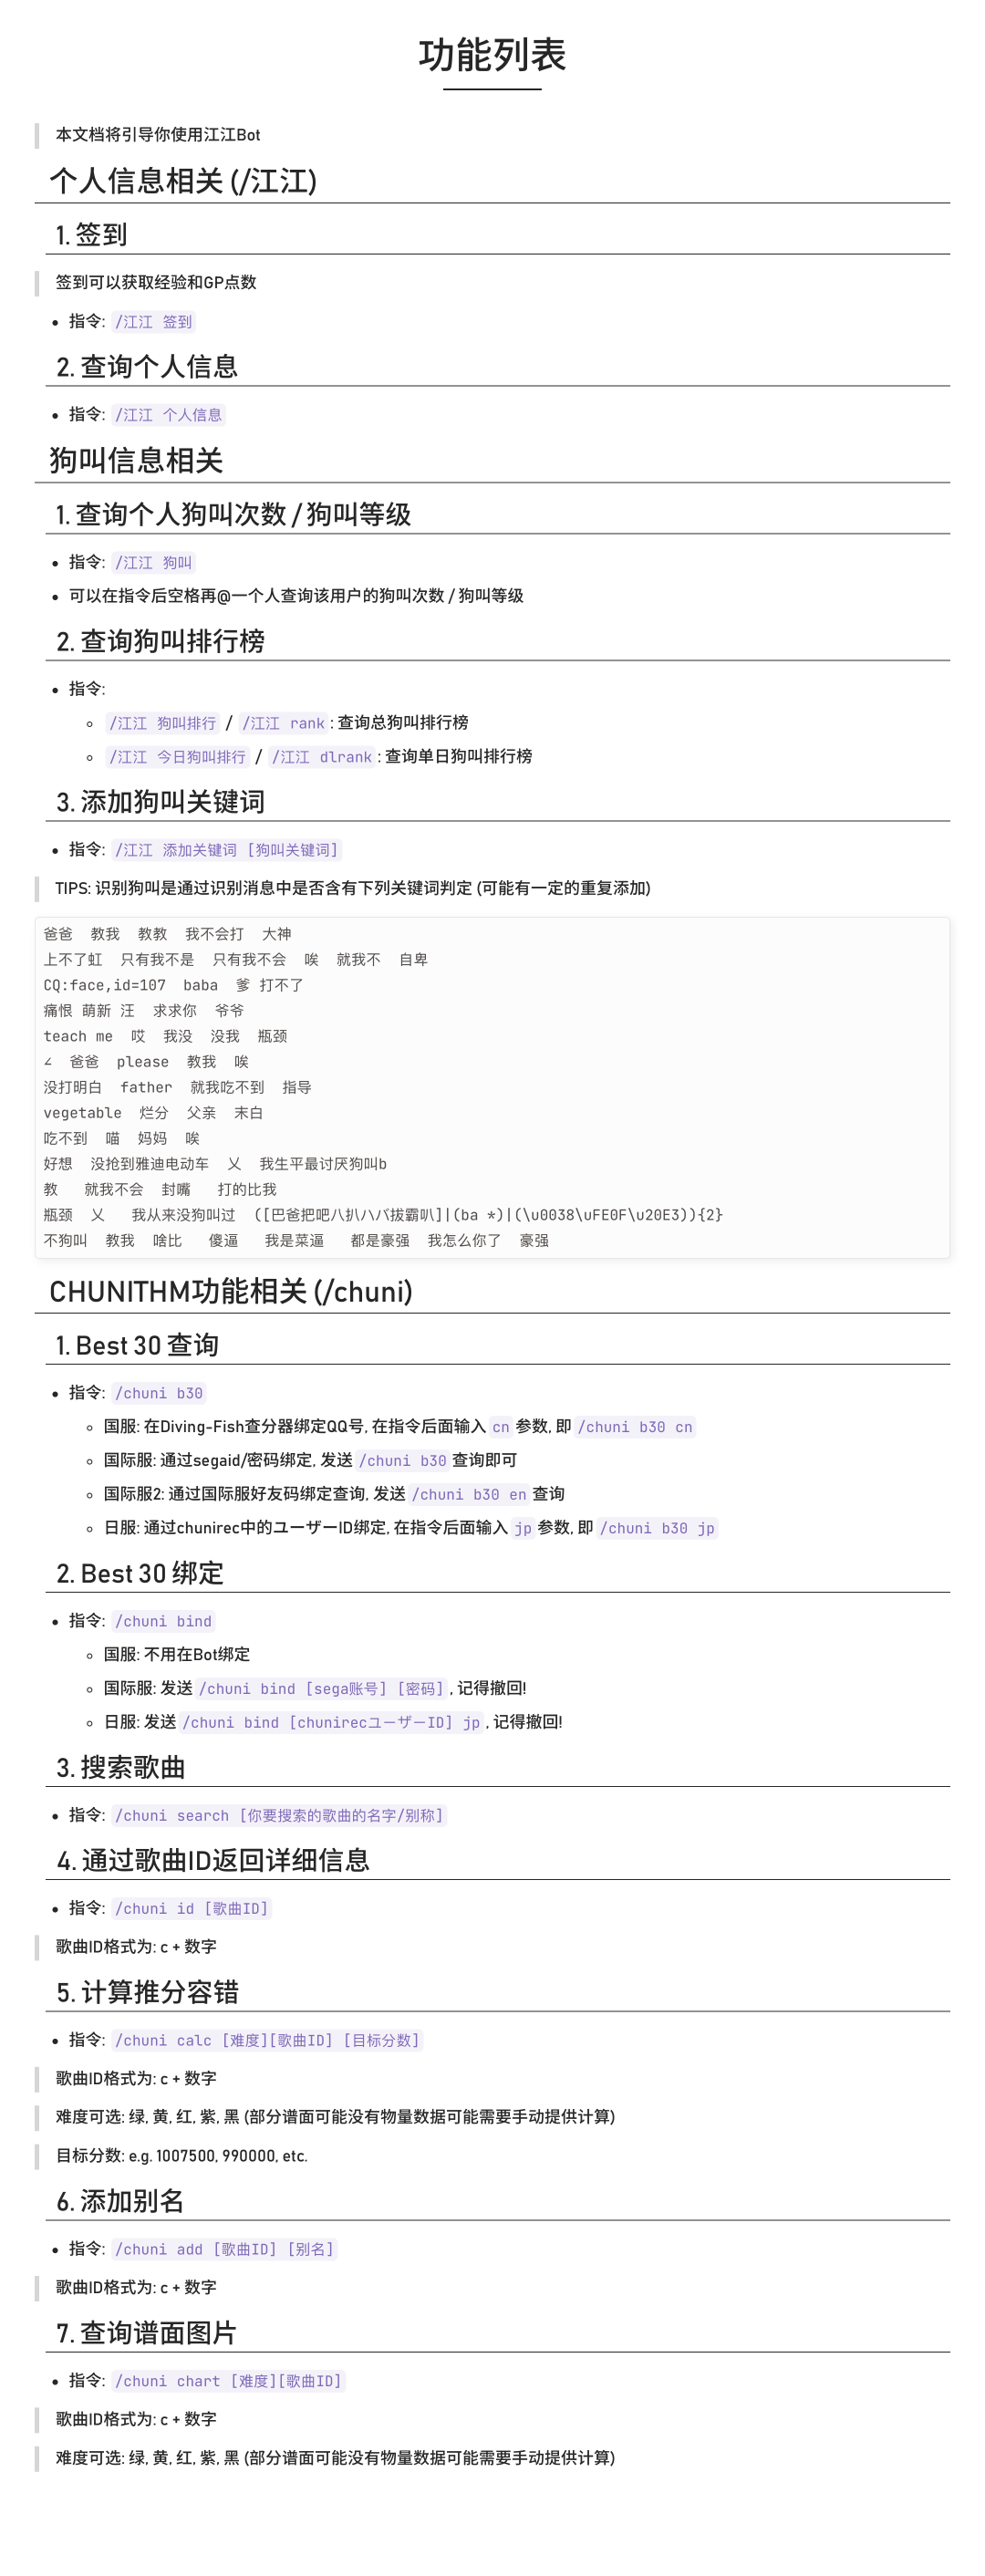 功能列表
本文档将引导你使用江江Bot
个人信息相关 (/江江)
1. 签到
签到可以获取经验和GP点数
• 指令: /江江 签到
2. 查询个人信息
• 指令: /江江 个人信息
狗叫信息相关
1. 查询个人狗叫次数 / 狗叫等级
• 指令: /江江 狗叫
• 可以在指令后空格再@一个人查询该用户的狗叫次数 / 狗叫等级
2. 查询狗叫排行榜
• 指令:
◦ /江江 狗叫排行 / /江江 rank : 查询总狗叫排行榜
◦ /江江 今日狗叫排行 / /江江 dlrank : 查询单日狗叫排行榜
3. 添加狗叫关键词
• 指令: /江江 添加关键词 [狗叫关键词]
TIPS: 识别狗叫是通过识别消息中是否含有下列关键词判定 (可能有一定的重复添加)
爸爸  教我  教教  我不会打  大神
上不了虹  只有我不是  只有我不会  唉  就我不  自卑
CQ:face,id=107  baba  爹 打不了
痛恨 萌新 汪  求求你  爷爷
teach me  哎  我没  没我  瓶颈
∠  爸爸  please  教我  唉
没打明白  father  就我吃不到  指导
vegetable  烂分  父亲  末白
吃不到  喵  妈妈  唉
好想  没抢到雅迪电动车  乂  我生平最讨厌狗叫b
教   就我不会  封嘴   打的比我
瓶颈  乂   我从来没狗叫过  ([巴爸把吧八扒ハバ拔霸叭]|(ba *)|(\u0038\uFE0F\u20E3)){2}
不狗叫  教我  啥比   傻逼   我是菜逼   都是豪强  我怎么你了  豪强
CHUNITHM功能相关 (/chuni)
1. Best 30 查询
• 指令: /chuni b30
◦ 国服: 在Diving-Fish查分器绑定QQ号, 在指令后面输入 cn 参数, 即 /chuni b30 cn
◦ 国际服: 通过segaid/密码绑定, 发送 /chuni b30 查询即可
◦ 国际服2: 通过国际服好友码绑定查询, 发送 /chuni b30 en 查询
◦ 日服: 通过chunirec中的ユーザーID绑定, 在指令后面输入 jp 参数, 即 /chuni b30 jp
2. Best 30 绑定
• 指令: /chuni bind
◦ 国服: 不用在Bot绑定
◦ 国际服: 发送 /chuni bind [sega账号] [密码] , 记得撤回!
◦ 日服: 发送 /chuni bind [chunirecユーザーID] jp , 记得撤回!
3. 搜索歌曲
• 指令: /chuni search [你要搜索的歌曲的名字/别称]
4. 通过歌曲ID返回详细信息
• 指令: /chuni id [歌曲ID]
歌曲ID格式为: c + 数字
5. 计算推分容错
• 指令: /chuni calc [难度][歌曲ID] [目标分数]
歌曲ID格式为: c + 数字
难度可选: 绿, 黄, 红, 紫, 黑 (部分谱面可能没有物量数据可能需要手动提供计算)
目标分数: e.g. 1007500, 990000, etc.
6. 添加别名
• 指令: /chuni add [歌曲ID] [别名]
歌曲ID格式为: c + 数字
7. 查询谱面图片
• 指令: /chuni chart [难度][歌曲ID]
歌曲ID格式为: c + 数字
难度可选: 绿, 黄, 红, 紫, 黑 (部分谱面可能没有物量数据可能需要手动提供计算)